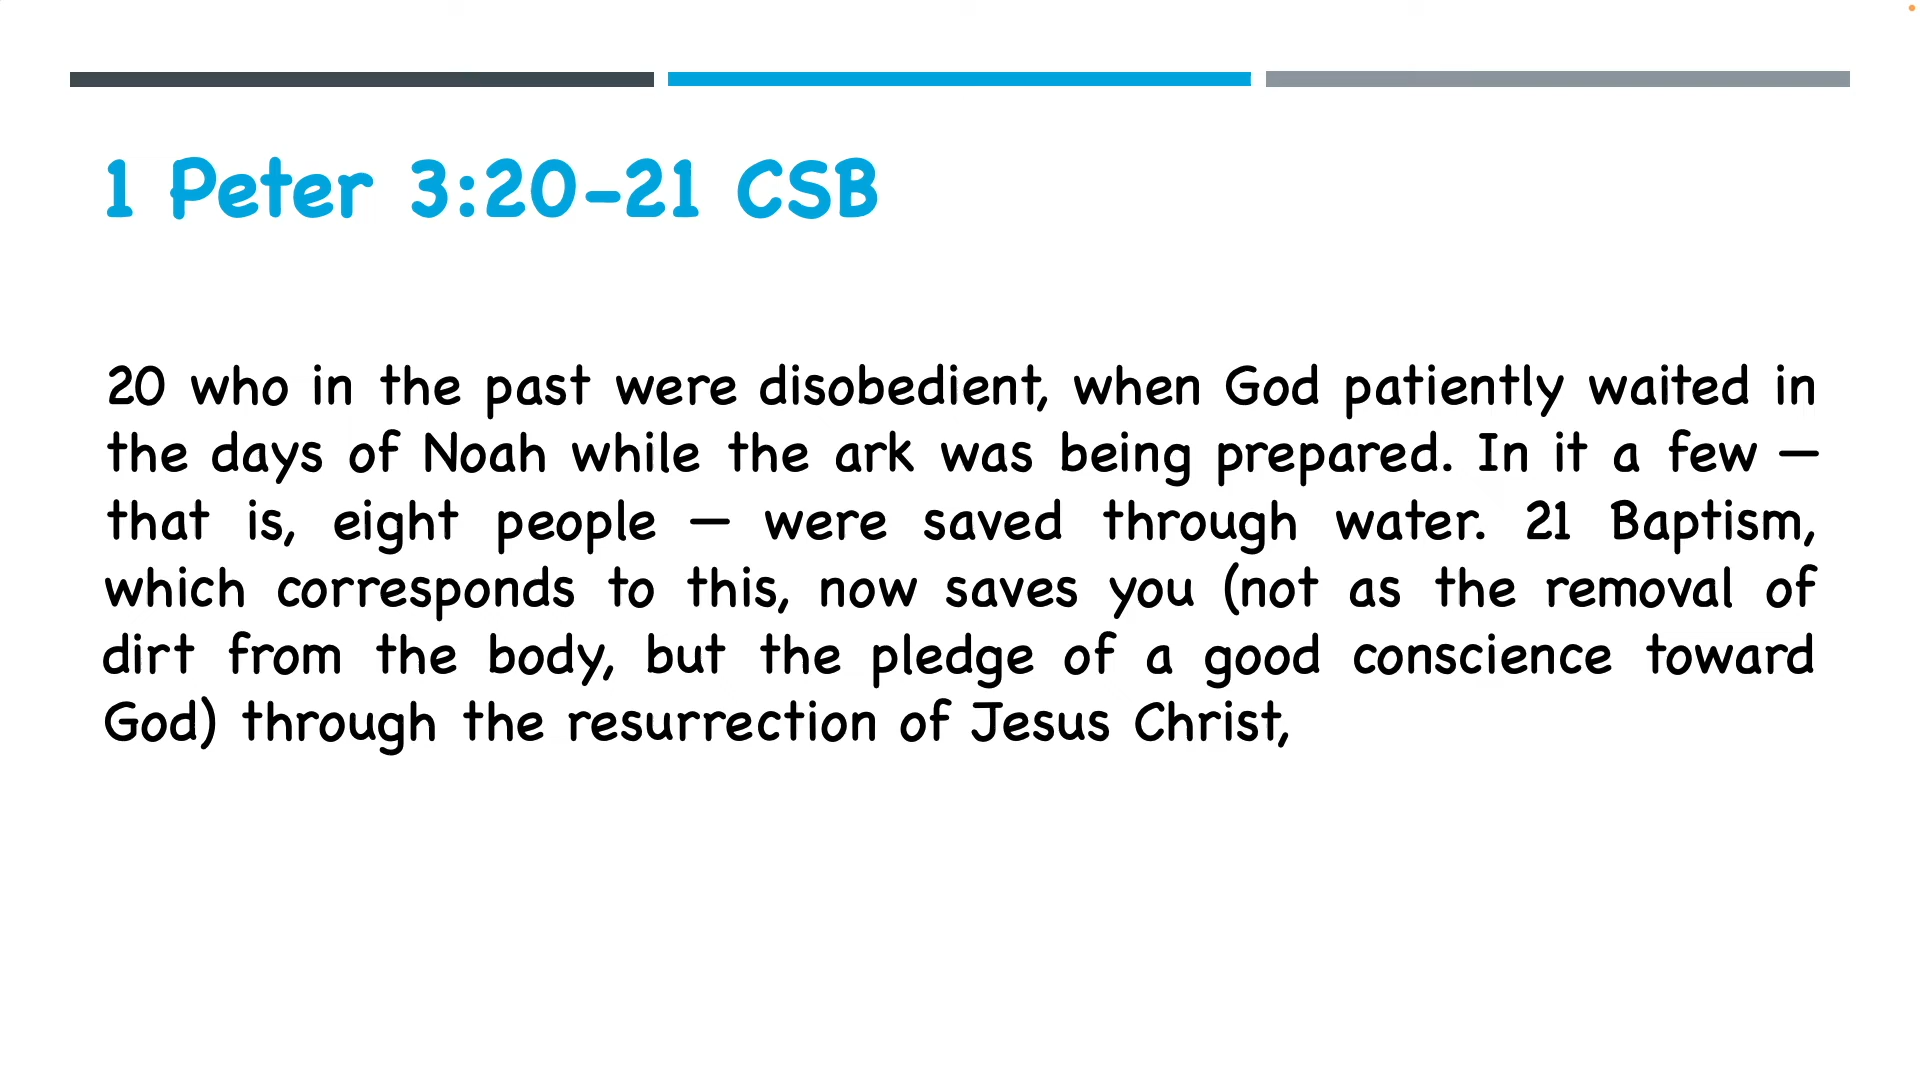 1 Peter 3:20-21 CSB
20 who in the past were disobedient, when God patiently waited in
the days of Noah while the ark was being prepared. In it a few —
that is, eight people — were saved through water. 21 Baptism,
which corresponds to this, now saves you (not as the removal of
dirt from the body, but the pledge of a good conscience toward
God) through the resurrection of Jesus Christ,